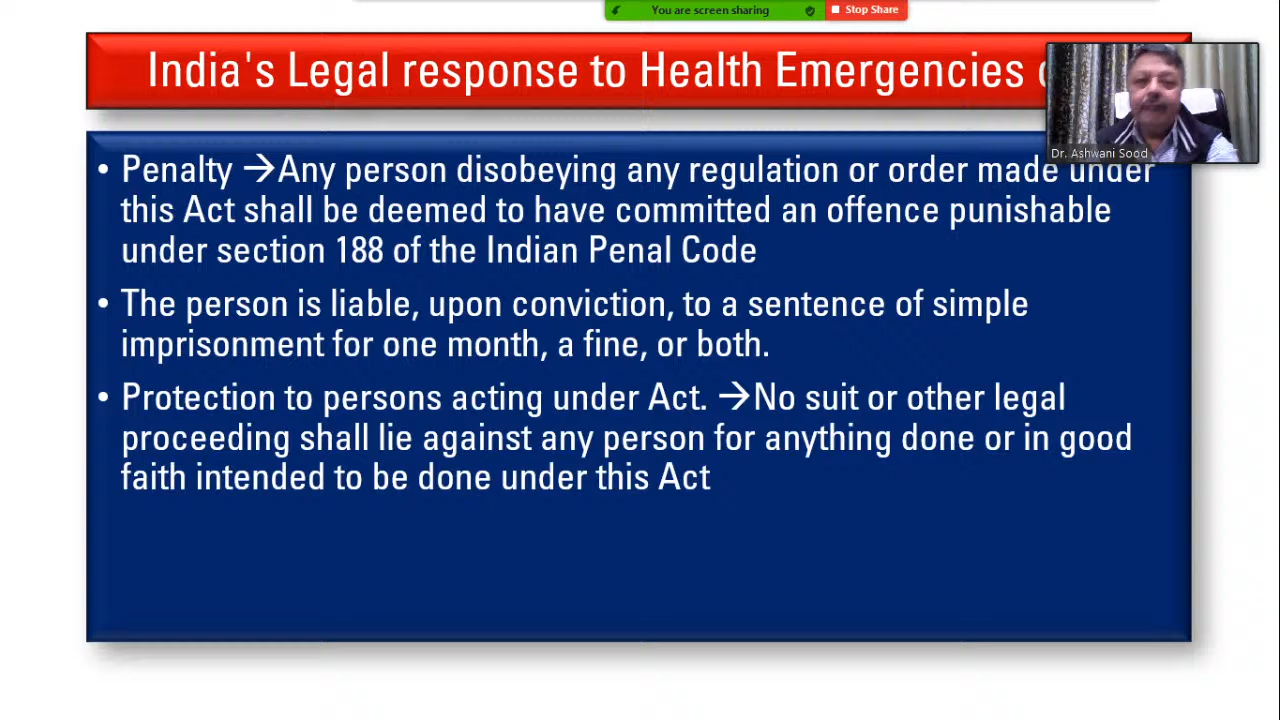 You are screen sharing
Stop Share
India's Legal response to Health Emergencies
Dr. Ashwani Sood
• Penalty →Any person disobeying any regulation or order made under
this Act shall be deemed to have committed an offence punishable
under section 188 of the Indian Penal Code
• The person is liable, upon conviction, to a sentence of simple
imprisonment for one month, a fine, or both.
• Protection to persons acting under Act. →No suit or other legal
proceeding shall lie against any person for anything done or in good
faith intended to be done under this Act